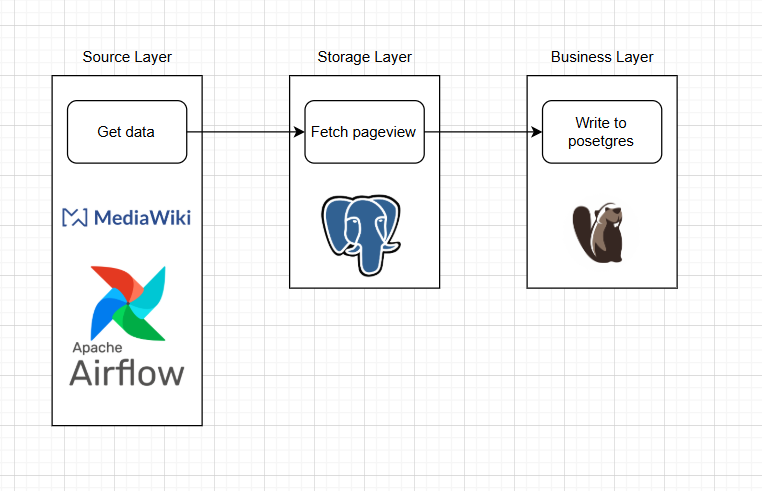 Source Layer
Storage Layer
Business Layer
Get data
Fetch pageview
Write to
posetgres
MediaWiki
Apache
Airflow